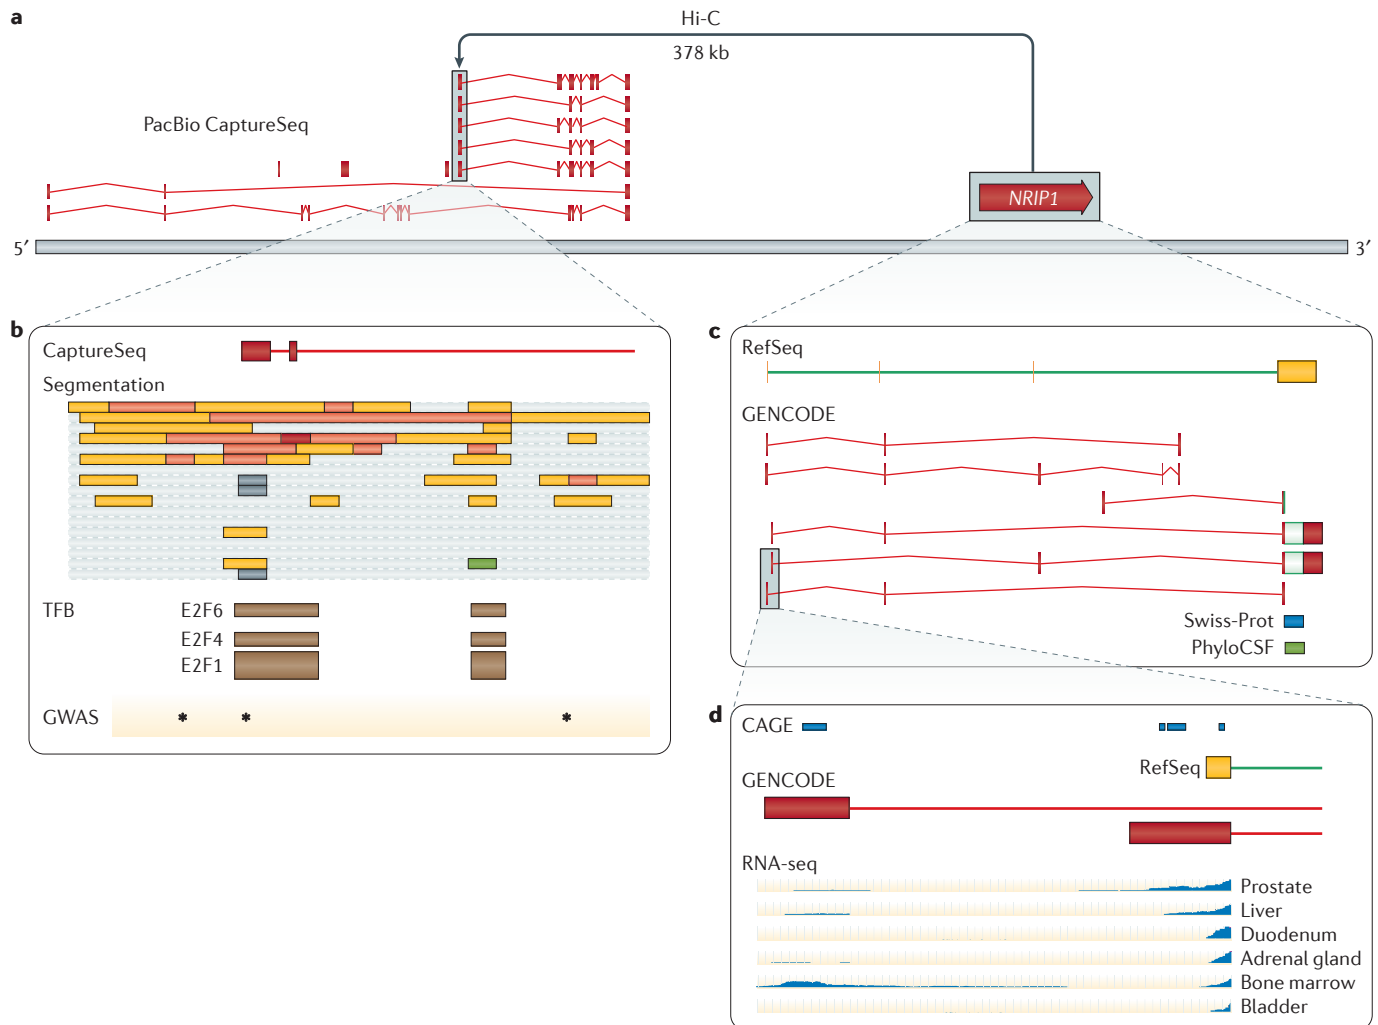 a
Hi-C
378 kb
PacBio CaptureSeq
NRIP1
5′
3′
b
CaptureSeq
Segmentation
TFB
E2F6
E2F4
E2F1
GWAS
* * *
c
RefSeq
GENCODE
Swiss-Prot
PhyloCSF
d
CAGE
RefSeq
GENCODE
RNA-seq
Prostate
Liver
Duodenum
Adrenal gland
Bone marrow
Bladder